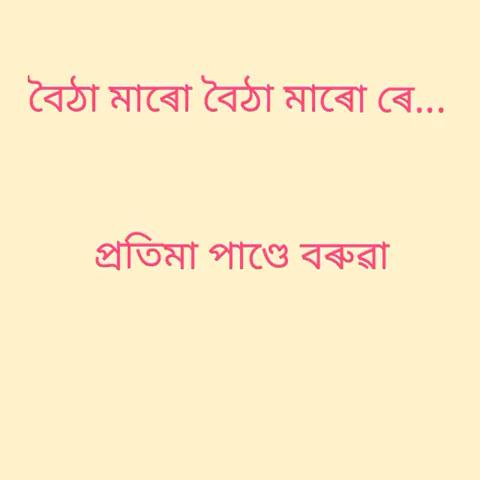 বৈঠা মাৰো বৈঠা মাৰো ৰে...
প্ৰতিমা পাণ্ডে বৰুৱা